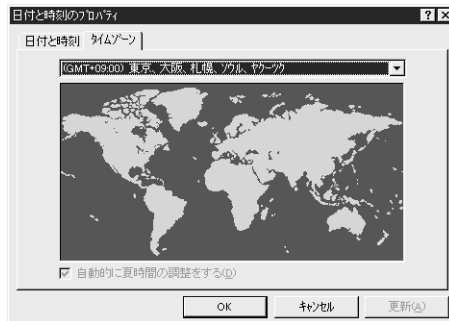 日付と時刻のﾌﾟﾛﾊﾟﾃｨ
日付と時刻 ﾀｲﾑｿﾞｰﾝ
(GMT+09:00) 東京、大阪、札幌、ｿｳﾙ、ﾔｸｰﾂｸ
自動的に夏時間の調整をする(D)
OK ｷｬﾝｾﾙ 更新(A)